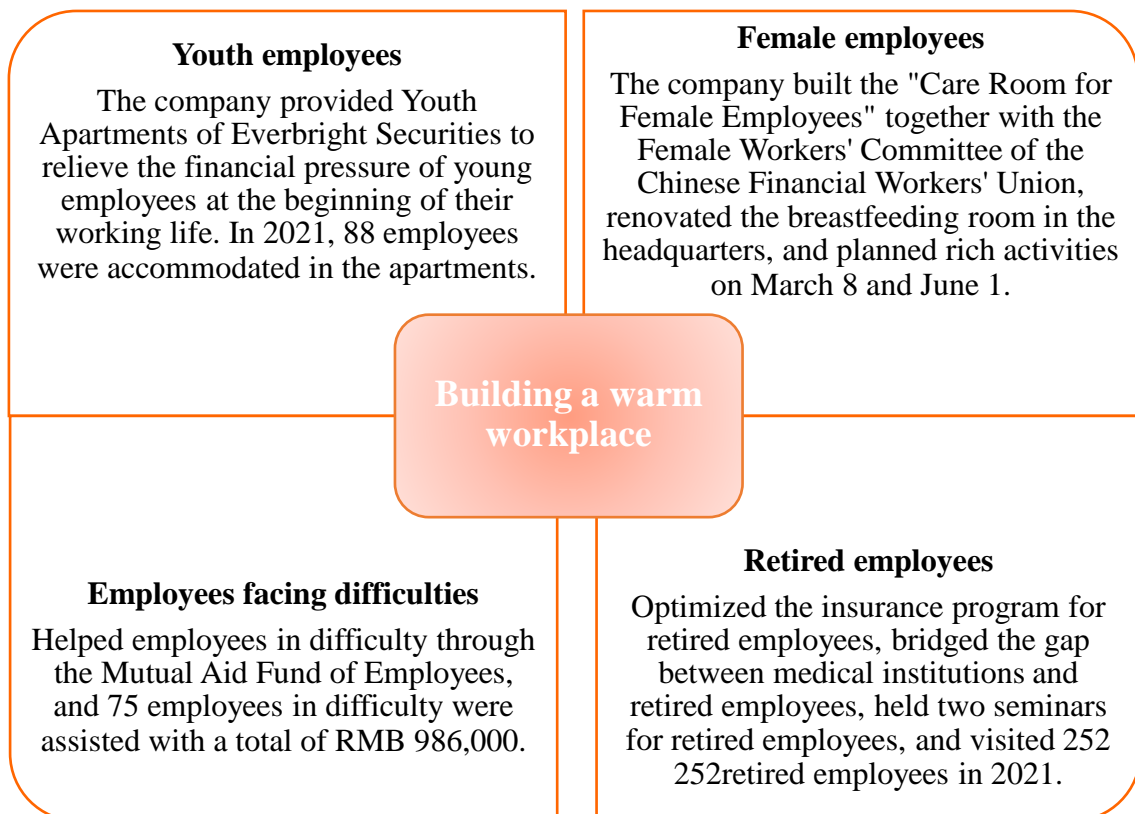 Youth employees
The company provided Youth
Apartments of Everbright Securities to
relieve the financial pressure of young
employees at the beginning of their
working life. In 2021, 88 employees
were accommodated in the apartments.
Female employees
The company built the "Care Room for
Female Employees" together with the
Female Workers' Committee of the
Chinese Financial Workers' Union,
renovated the breastfeeding room in the
headquarters, and planned rich activities
on March 8 and June 1.
Building a warm
workplace
Employees facing difficulties
Helped employees in difficulty through
the Mutual Aid Fund of Employees,
and 75 employees in difficulty were
assisted with a total of RMB 986,000.
Retired employees
Optimized the insurance program for
retired employees, bridged the gap
between medical institutions and
retired employees, held two seminars
for retired employees, and visited 252
252retired employees in 2021.